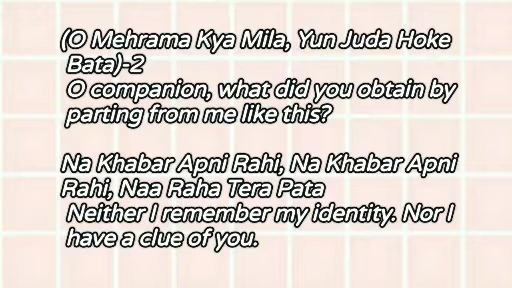 (O Mehrama Kya Mila, Yun Juda Hoke
Bata)-2
O companion, what did you obtain by
parting from me like this?
Na Khabar Apni Rahi, Na Khabar Apni
Rahi, Naa Raha Tera Pata
Neither I remember my identity. Nor I
have a clue of you.